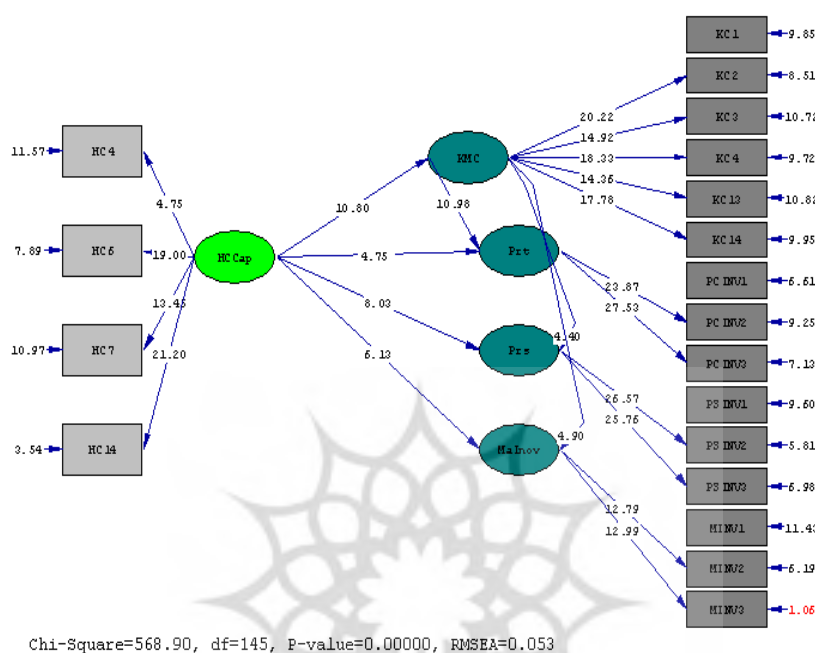 KC1
9.85
KC2
8.51
20.22
KC3
10.72
14.92
HC4
11.57
KMC
18.33
KC4
9.72
14.36
KC13
10.82
4.75
17.78
10.80
10.98
KC14
9.95
HC6
7.89
19.00
HCCap
4.75
Prt
PCINV1
6.61
23.87
13.45
27.53
PCINV2
9.25
8.03
HC7
10.97
4.40
Prs
PCINV3
7.13
21.20
6.13
26.57
PSINV1
9.60
25.76
4.90
PSINV2
5.81
HC14
3.54
MaInov
PSINV3
6.98
12.79
12.99
MINV1
11.43
MINV2
6.19
MINV3
1.06
Chi-Square=568.90, df=145, P-value=0.00000, RMSEA=0.053